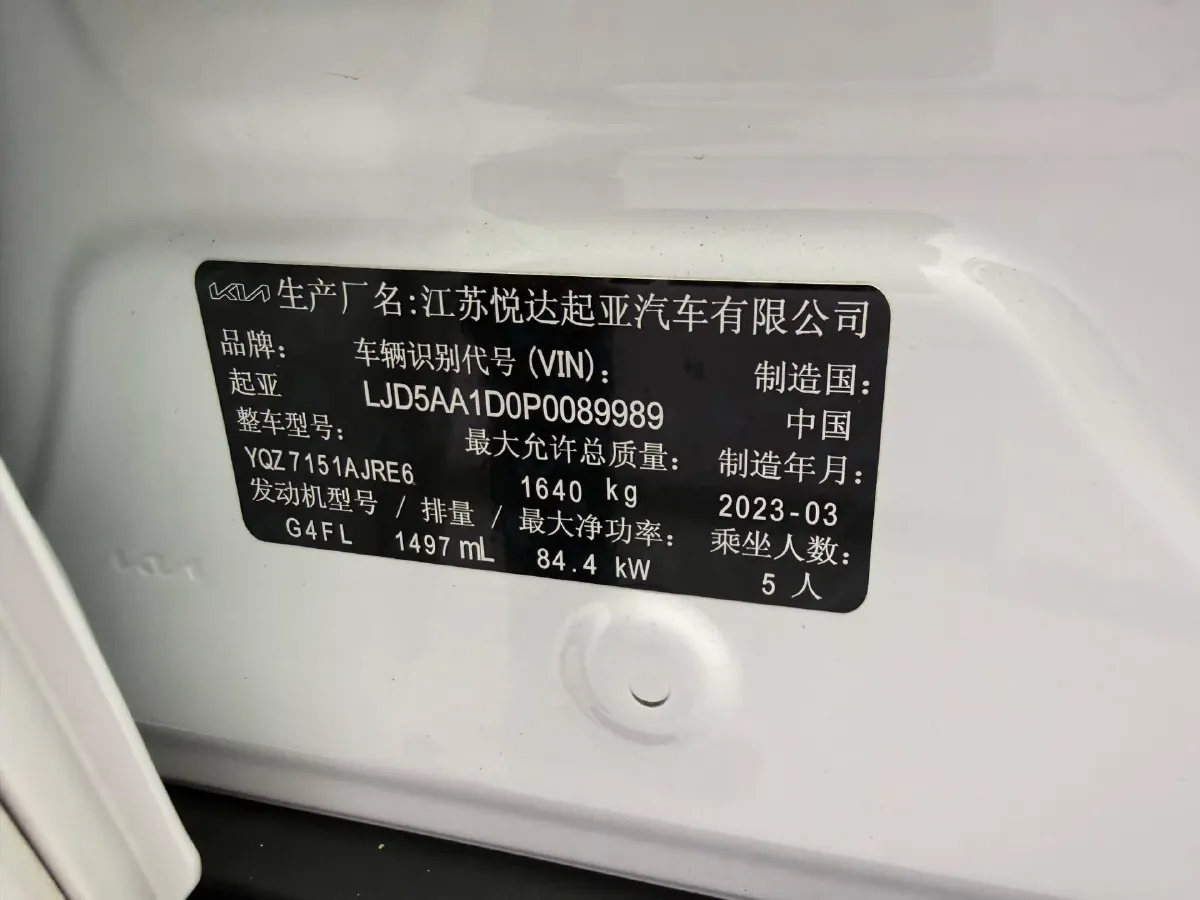 KIA 生产厂名:江苏悦达起亚汽车有限公司
品牌: 车辆识别代号(VIN): 制造国:
起亚 LJD5AA1D0P0089989 中国
整车型号: 最大允许总质量: 制造年月:
YQZ7151AJRE6 1640 kg 2023-03
发动机型号 / 排量 / 最大净功率: 乘坐人数:
G4FL 1497mL 84.4 kW 5 人
KIA